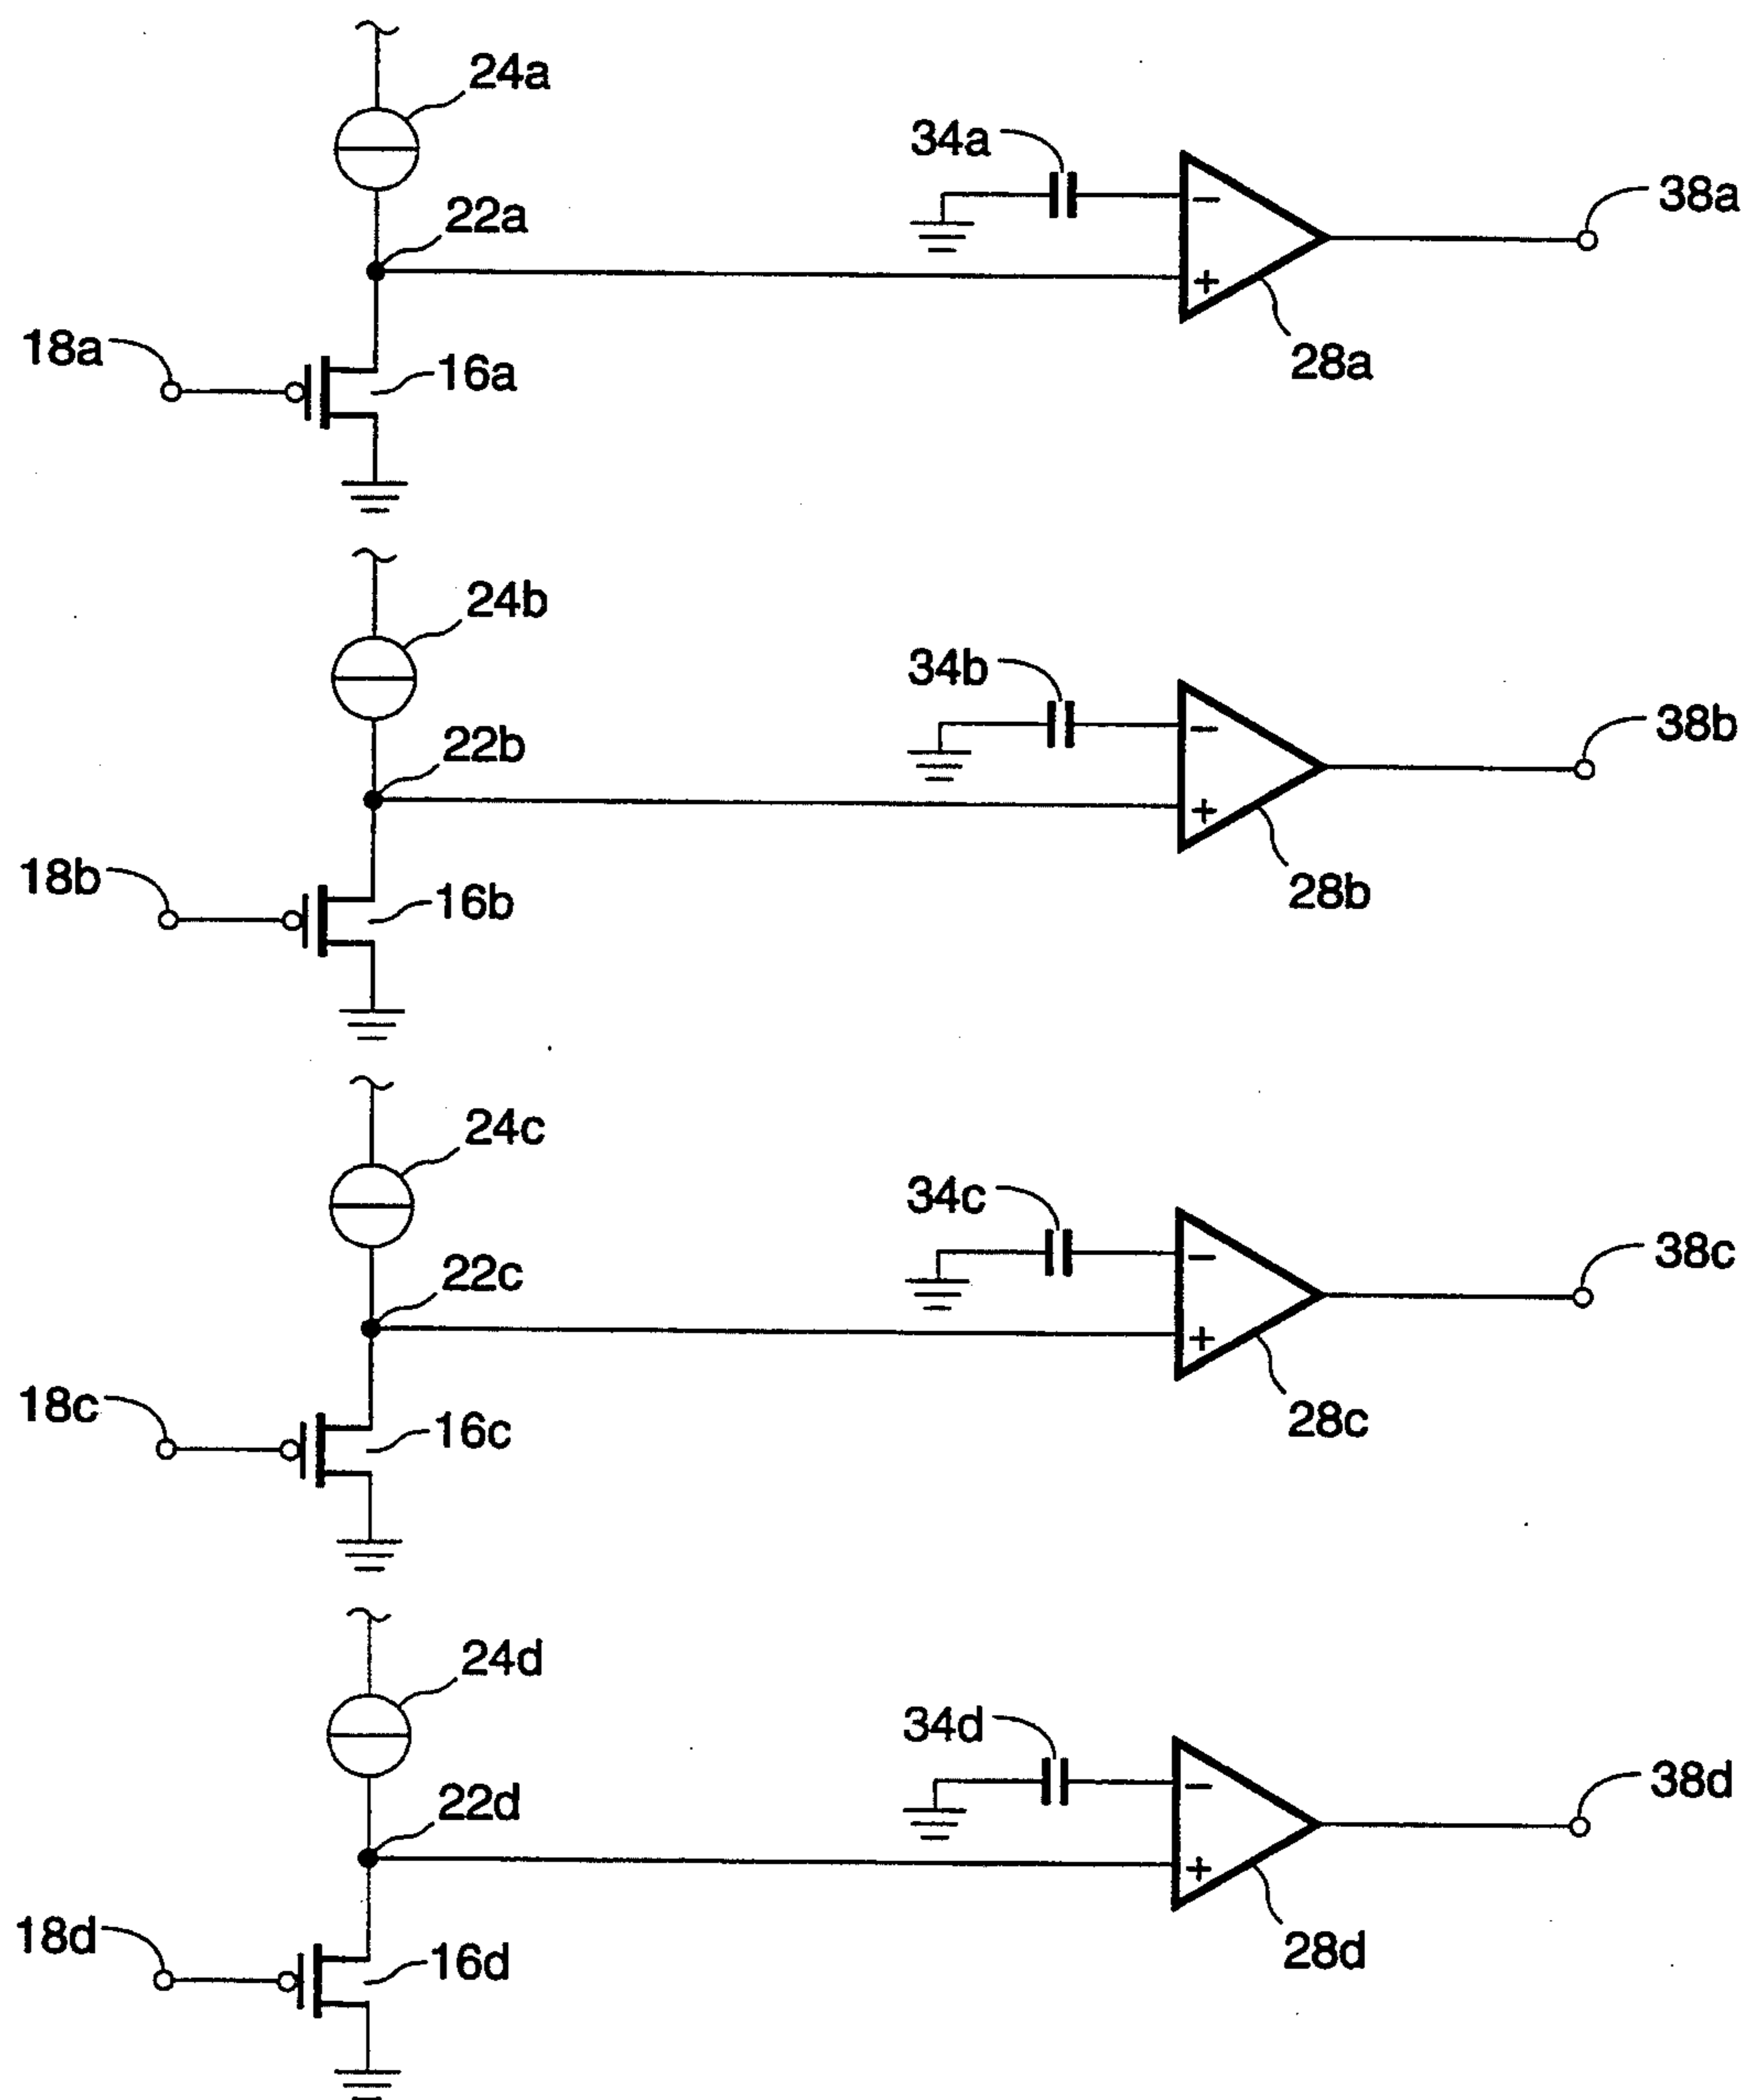 24a
34a
38a
22a
−
+
18a
16a
28a
24b
34b
38b
22b
−
+
18b
16b
28b
24c
34c
38c
22c
−
+
18c
16c
28c
24d
34d
38d
22d
−
+
18d
16d
28d